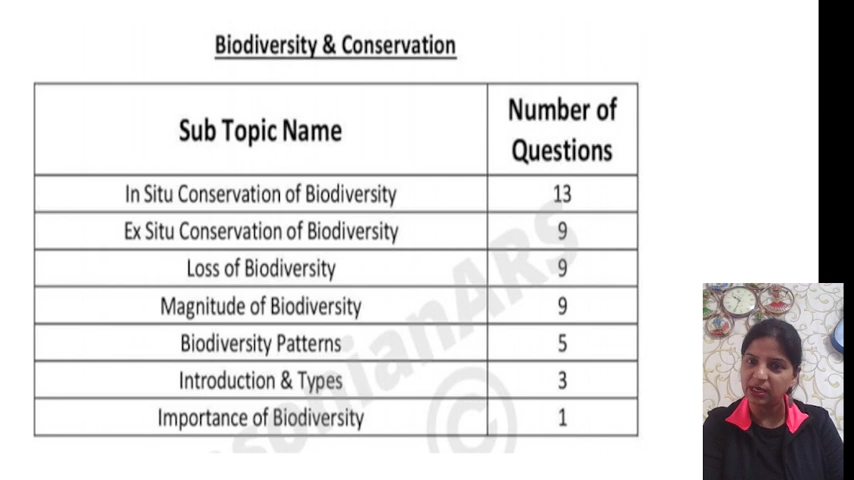 Biodiversity & Conservation
Sub Topic Name
Number of
Questions
In Situ Conservation of Biodiversity 13
Ex Situ Conservation of Biodiversity 9
Loss of Biodiversity 9
Magnitude of Biodiversity 9
Biodiversity Patterns 5
Introduction & Types 3
Importance of Biodiversity 1